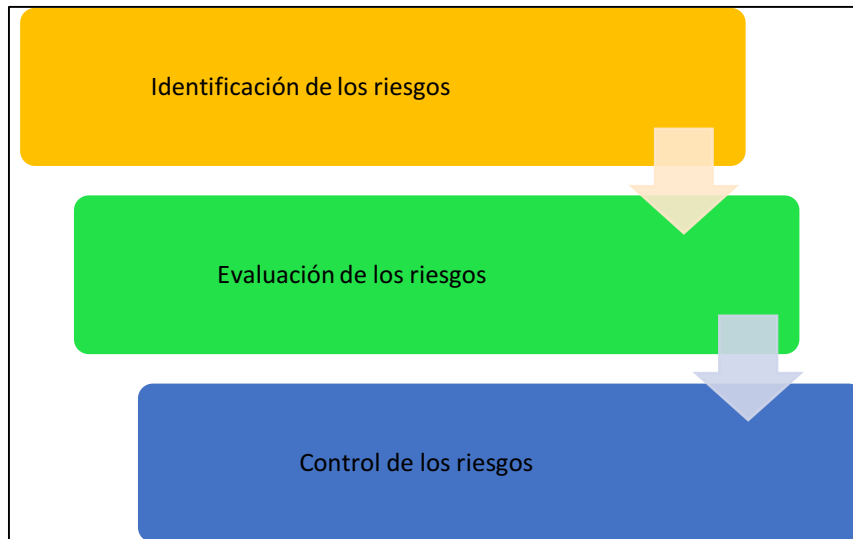 Identificación de los riesgos
Evaluación de los riesgos
Control de los riesgos